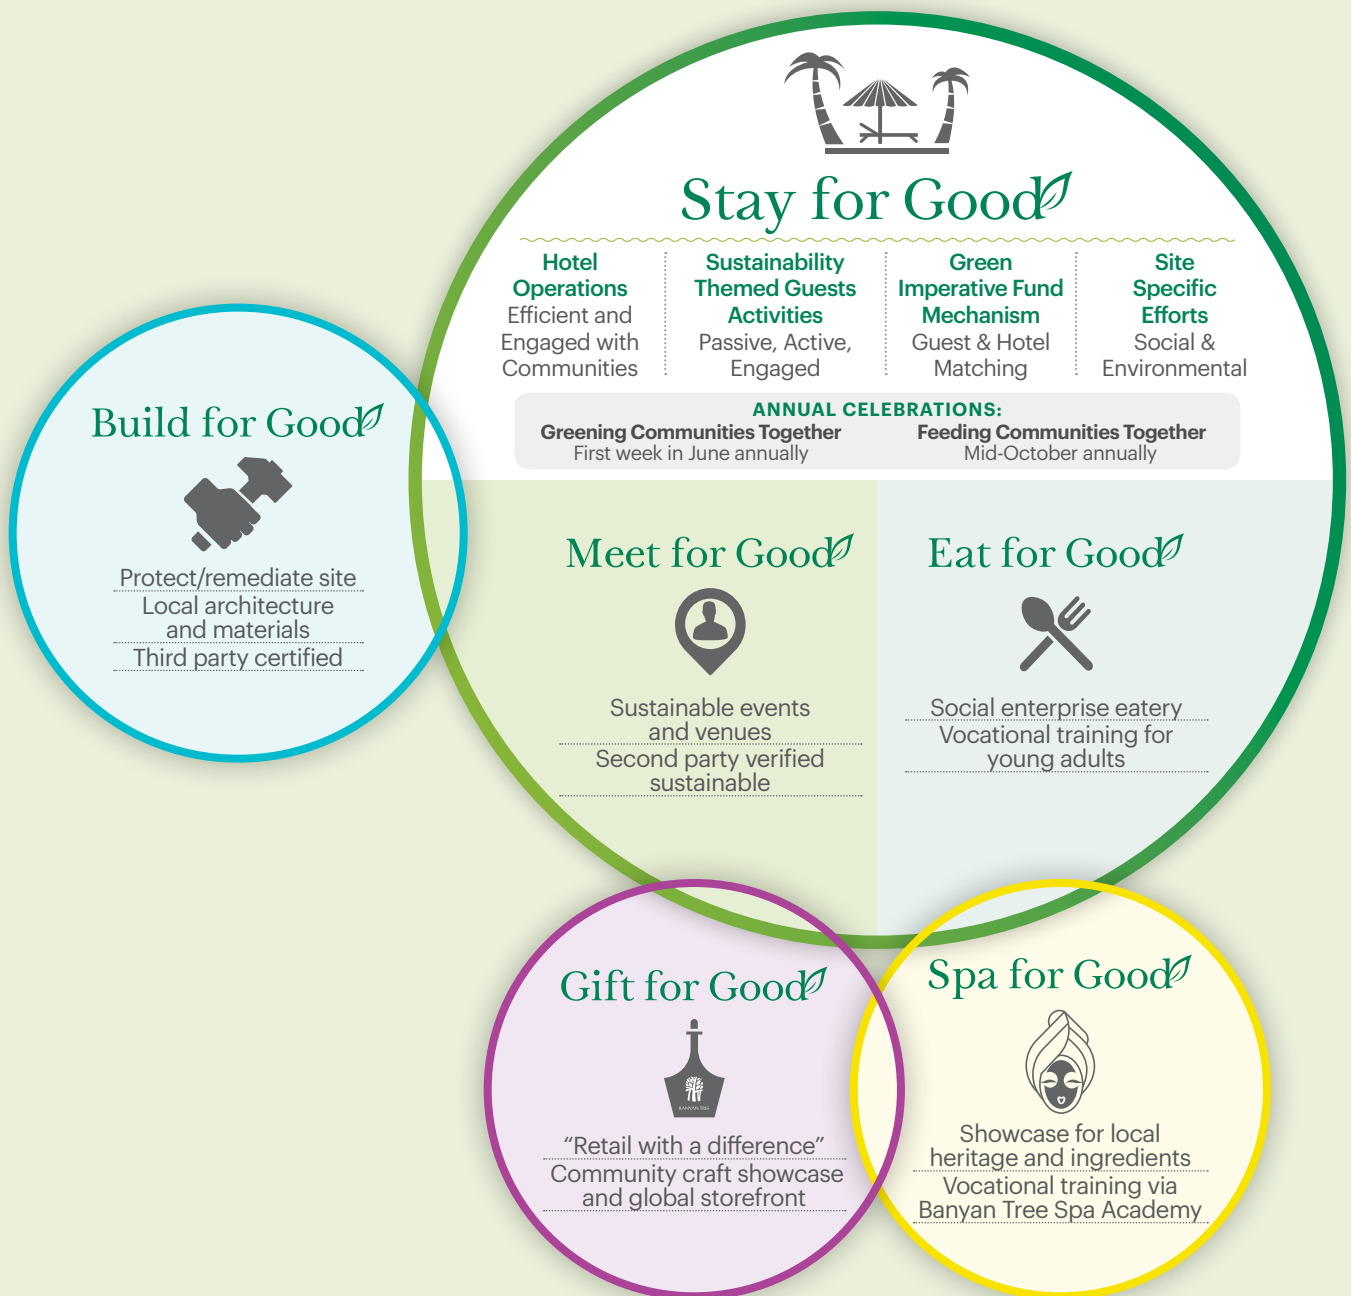 Stay for Good
Hotel
Operations
Efficient and
Engaged with
Communities
Sustainability
Themed Guests
Activities
Passive, Active,
Engaged
Green
Imperative Fund
Mechanism
Guest & Hotel
Matching
Site
Specific
Efforts
Social &
Environmental
ANNUAL CELEBRATIONS:
Greening Communities Together
First week in June annually
Feeding Communities Together
Mid-October annually
Build for Good
Protect/remediate site
Local architecture
and materials
Third party certified
Meet for Good
Sustainable events
and venues
Second party verified
sustainable
Eat for Good
Social enterprise eatery
Vocational training for
young adults
Gift for Good
BANYAN TREE
“Retail with a difference”
Community craft showcase
and global storefront
Spa for Good
Showcase for local
heritage and ingredients
Vocational training via
Banyan Tree Spa Academy